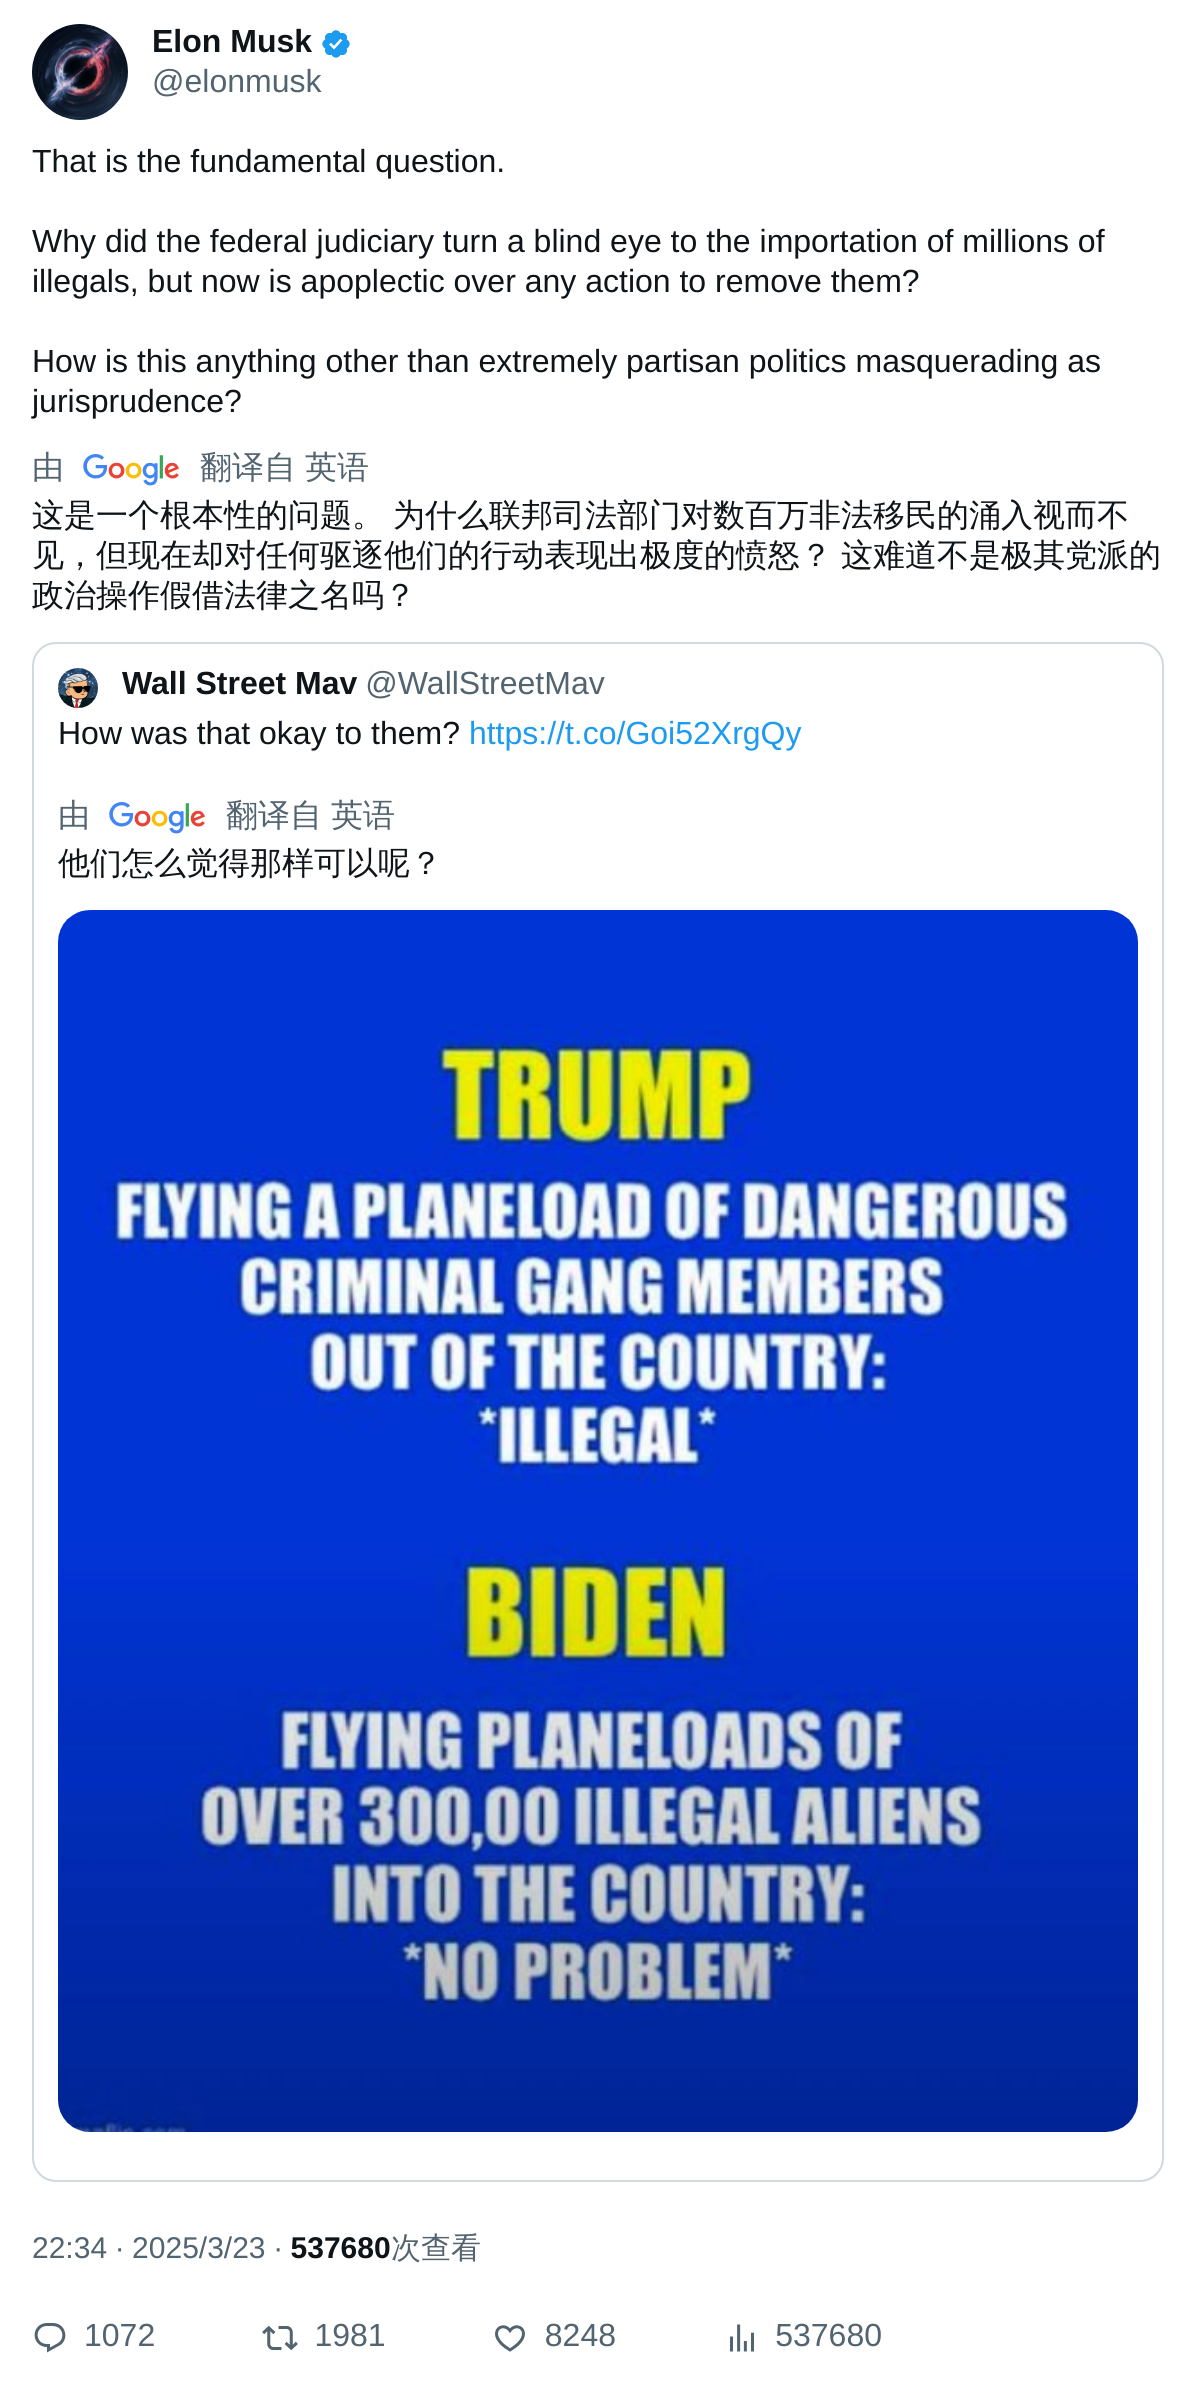 Elon Musk
@elonmusk
That is the fundamental question.
Why did the federal judiciary turn a blind eye to the importation of millions of
illegals, but now is apoplectic over any action to remove them?
How is this anything other than extremely partisan politics masquerading as
jurisprudence?
由 Google 翻译自 英语
这是一个根本性的问题。 为什么联邦司法部门对数百万非法移民的涌入视而不
见，但现在却对任何驱逐他们的行动表现出极度的愤怒？ 这难道不是极其党派的
政治操作假借法律之名吗？
Wall Street Mav @WallStreetMav
How was that okay to them? https://t.co/Goi52XrgQy
由 Google 翻译自 英语
他们怎么觉得那样可以呢？
TRUMP
FLYING A PLANELOAD OF DANGEROUS
CRIMINAL GANG MEMBERS
OUT OF THE COUNTRY:
*ILLEGAL*
BIDEN
FLYING PLANELOADS OF
OVER 300,00 ILLEGAL ALIENS
INTO THE COUNTRY:
*NO PROBLEM*
22:34 · 2025/3/23 · 537680次查看
1072 1981 8248 537680